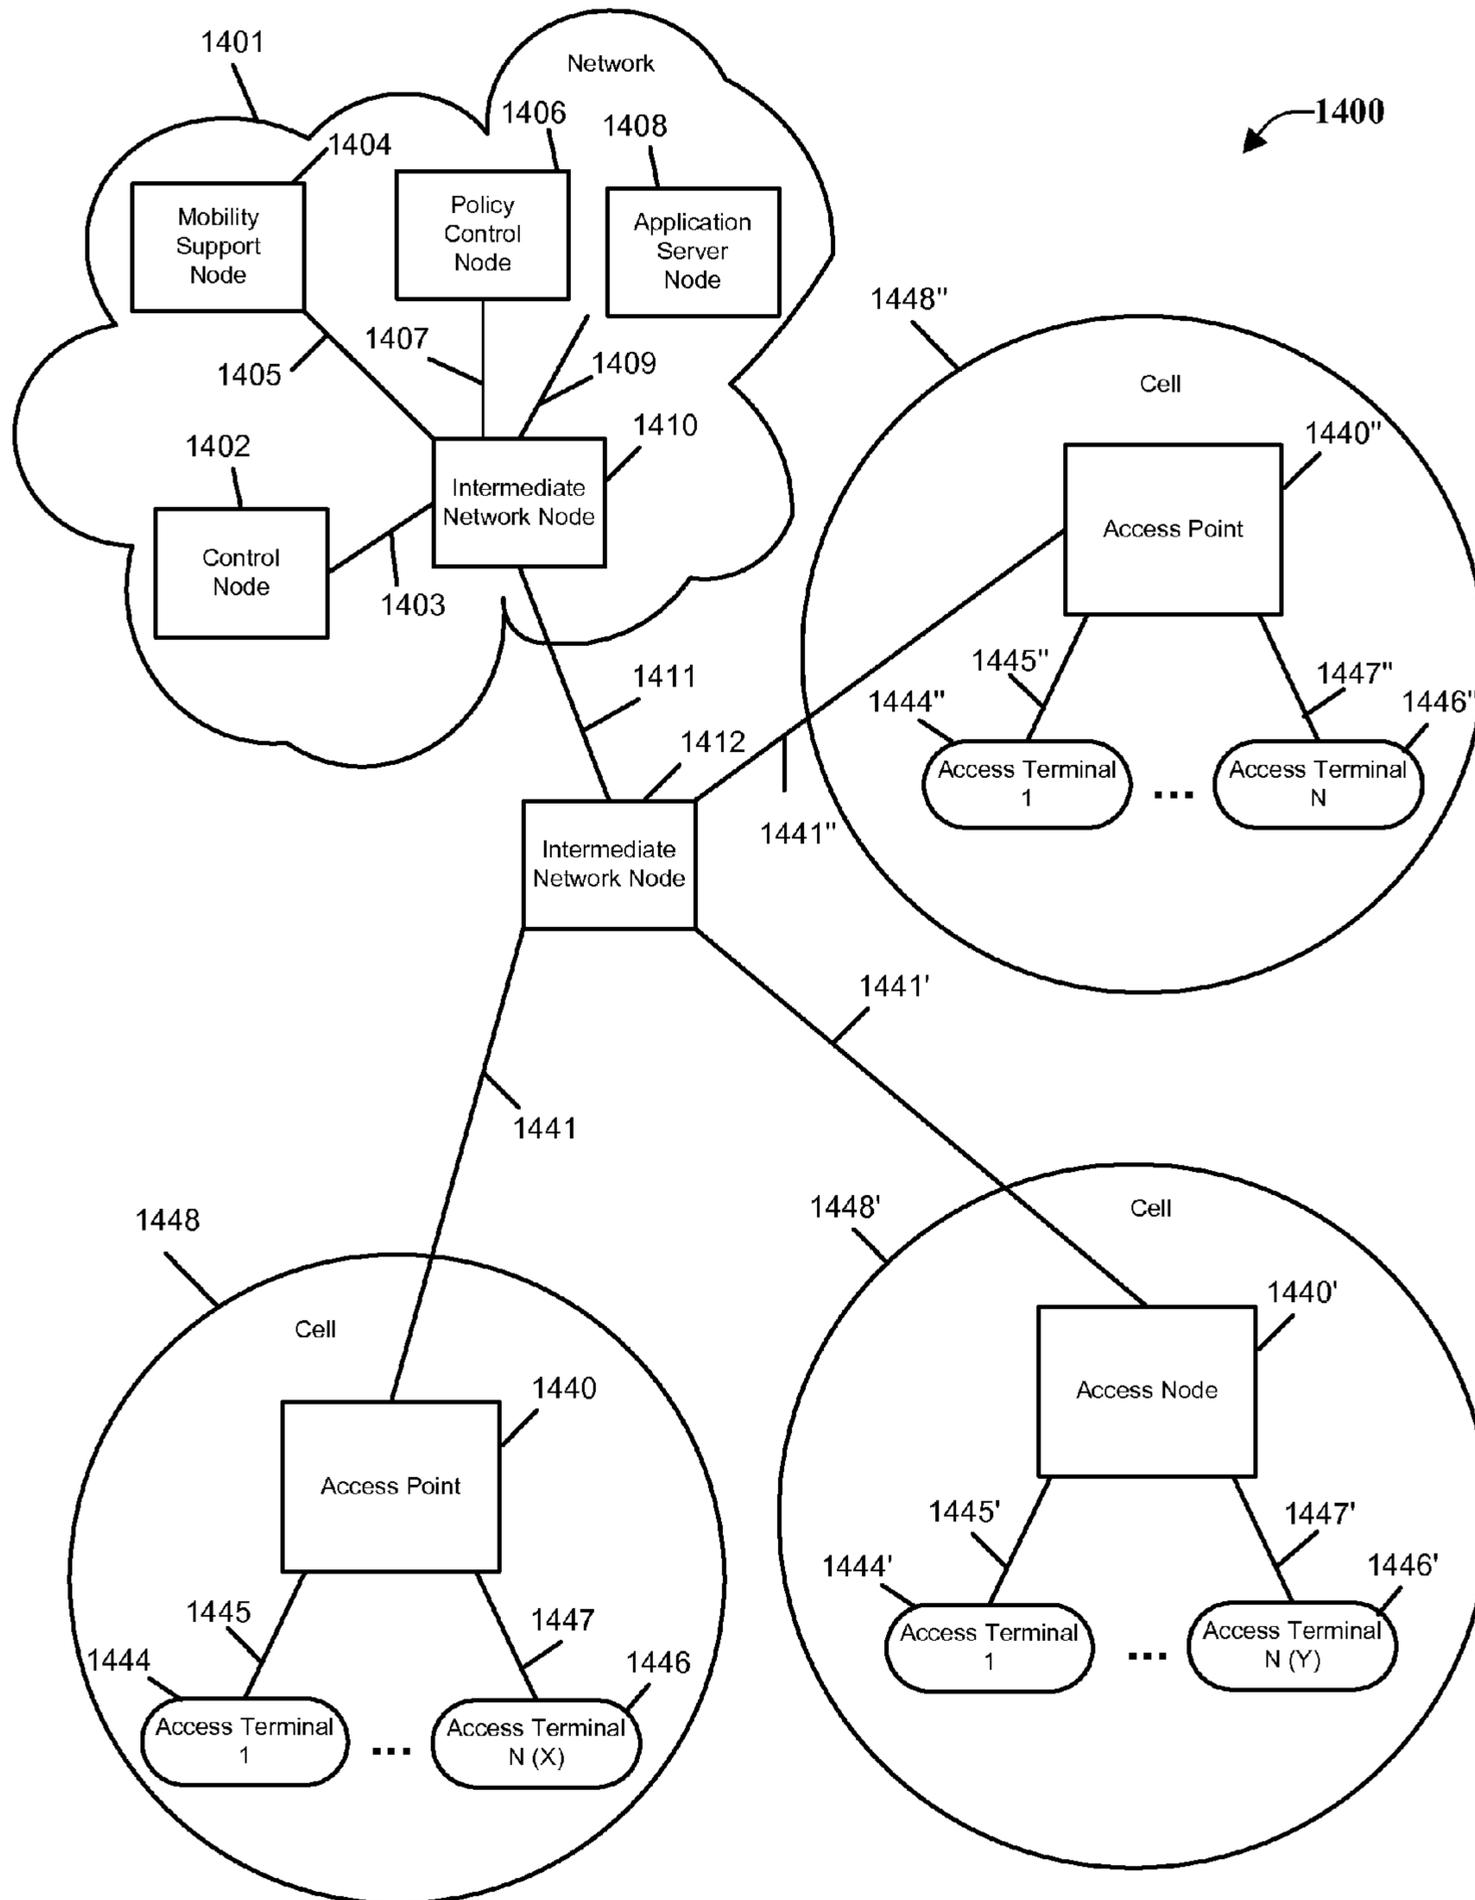 1401
Network
1400
1404
1406
1408
Mobility
Support
Node
Policy
Control
Node
Application
Server
Node
1405
1407
1409
1448"
Cell
1402
1410
1440"
Control
Node
Intermediate
Network Node
Access Point
1403
1411
1445"
1447"
1444"
1446"
1412
Access Terminal
1
...
Access Terminal
N
1441"
Intermediate
Network Node
1441'
1441
1448
1448'
Cell
Cell
1440'
1440
Access Node
Access Point
1445'
1447'
1444'
1446'
1445
1447
Access Terminal
1
...
Access Terminal
N (Y)
1444
1446
Access Terminal
1
...
Access Terminal
N (X)